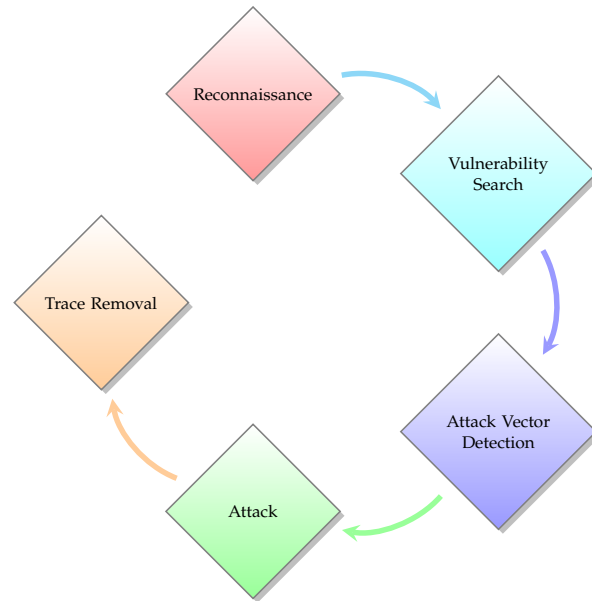 Reconnaissance
Vulnerability
Search
Attack Vector
Detection
Attack
Trace Removal